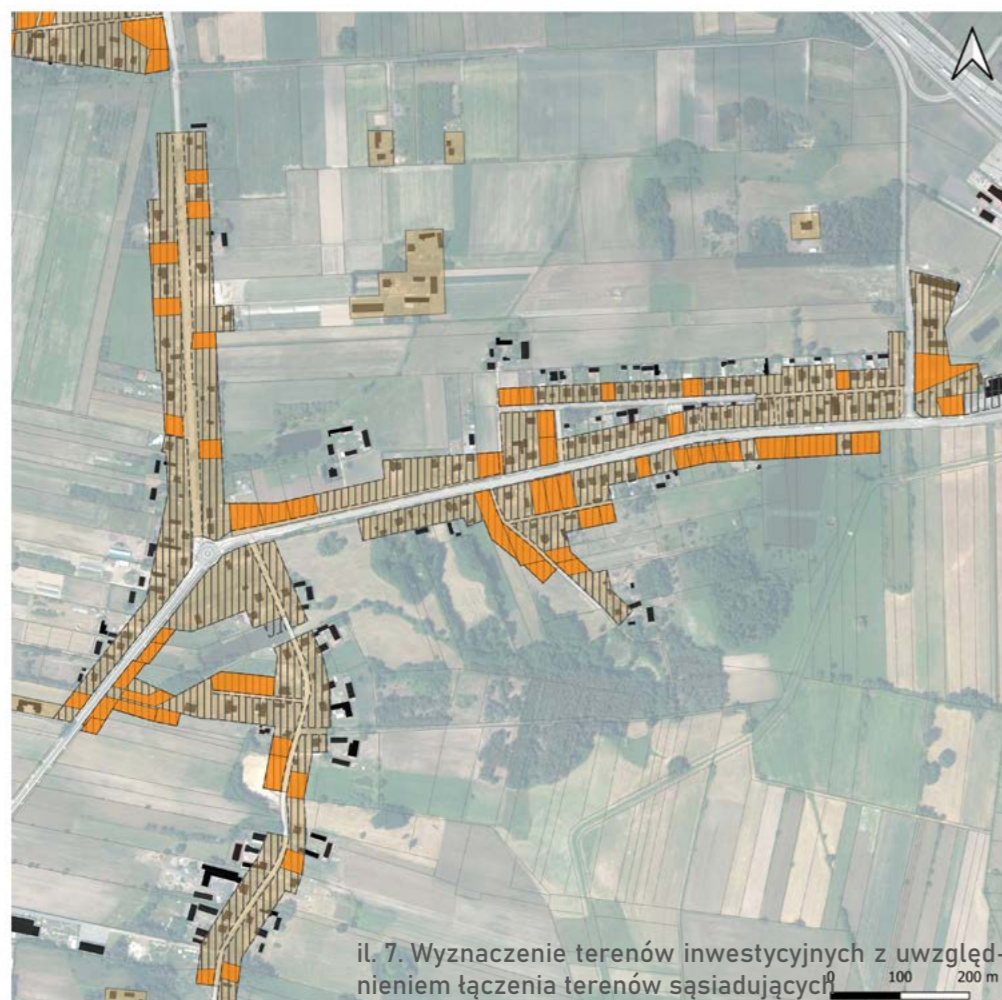 il. 7. Wyznaczenie terenów inwestycyjnych z uwzględ-
nieniem łączenia terenów sąsiadujących
0 100 200 m